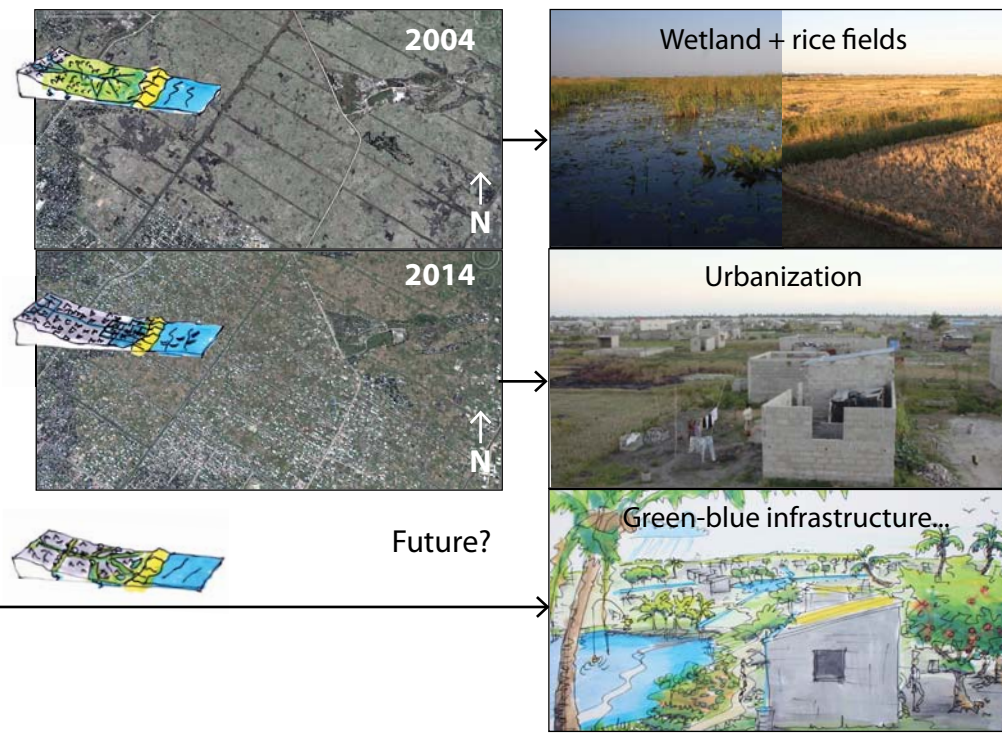 2004
Wetland + rice fields
N
2014
Urbanization
N
Future?
Green-blue infrastructure...